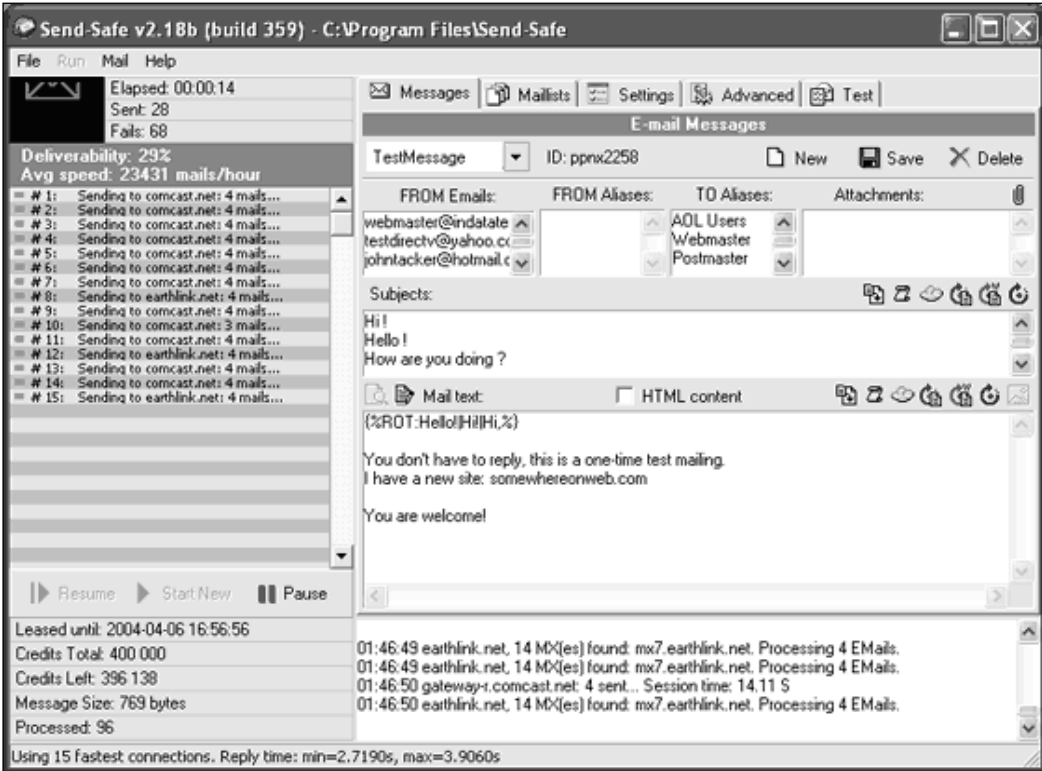 Send-Safe v2.18b (build 359) - C:\Program Files\Send-Safe
File Run Mail Help
Elapsed: 00:00:14
Sent: 28
Fails: 68
Deliverability: 29%
Avg speed: 23431 mails/hour
# 1: Sending to comcast.net: 4 mails...
# 2: Sending to comcast.net: 4 mails...
# 3: Sending to comcast.net: 4 mails...
# 4: Sending to comcast.net: 4 mails...
# 5: Sending to comcast.net: 4 mails...
# 6: Sending to comcast.net: 4 mails...
# 7: Sending to comcast.net: 4 mails...
# 8: Sending to earthlink.net: 4 mails...
# 9: Sending to comcast.net: 4 mails...
# 10: Sending to comcast.net: 3 mails...
# 11: Sending to comcast.net: 4 mails...
# 12: Sending to earthlink.net: 4 mails...
# 13: Sending to comcast.net: 4 mails...
# 14: Sending to comcast.net: 4 mails...
# 15: Sending to earthlink.net: 4 mails...
Resume Start New Pause
Leased until: 2004-04-06 16:56:56
Credits Total: 400 000
Credits Left: 396 138
Message Size: 769 bytes
Processed: 96
Messages Maillists Settings Advanced Test
E-mail Messages
TestMessage ID: ppnx2258 New Save Delete
FROM Emails: FROM Aliases: TO Aliases: Attachments:
webmaster@indatate AOL Users
testdirectv@yahoo.cc Webmaster
johntacker@hotmail.c Postmaster
Subjects:
Hi !
Hello !
How are you doing ?
Mail text: HTML content
{%ROT:Hello!|Hi!|Hi,%}
You don't have to reply, this is a one-time test mailing.
I have a new site: somewhereonweb.com
You are welcome!
01:46:49 earthlink.net, 14 MX(es) found: mx7.earthlink.net. Processing 4 EMails.
01:46:49 earthlink.net, 14 MX(es) found: mx7.earthlink.net. Processing 4 EMails.
01:46:50 gateway-r.comcast.net: 4 sent... Session time: 14.11 S
01:46:50 earthlink.net, 14 MX(es) found: mx7.earthlink.net. Processing 4 EMails.
Using 15 fastest connections. Reply time: min=2.7190s, max=3.9060s